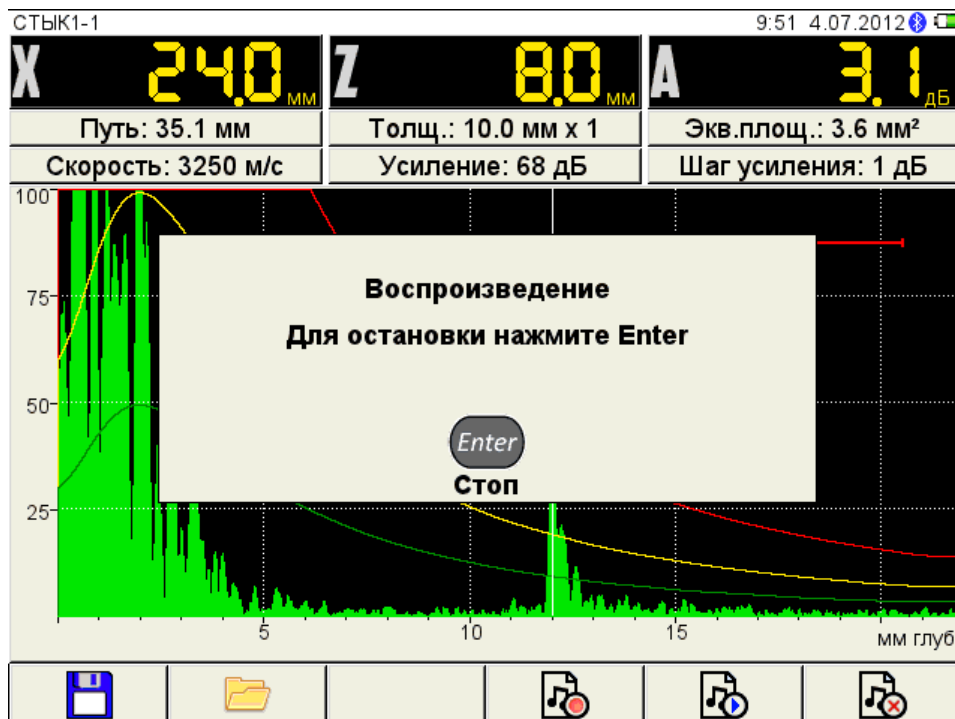 СТЫК1-1
9:51 4.07.2012
X 24.0 мм
Z 8.0 мм
A 3.1 дБ
Путь: 35.1 мм
Толщ.: 10.0 мм x 1
Экв.площ.: 3.6 мм²
Скорость: 3250 м/с
Усиление: 68 дБ
Шаг усиления: 1 дБ
100
75
50
25
Воспроизведение
Для остановки нажмите Enter
Enter
Стоп
5
10
15
мм глуб